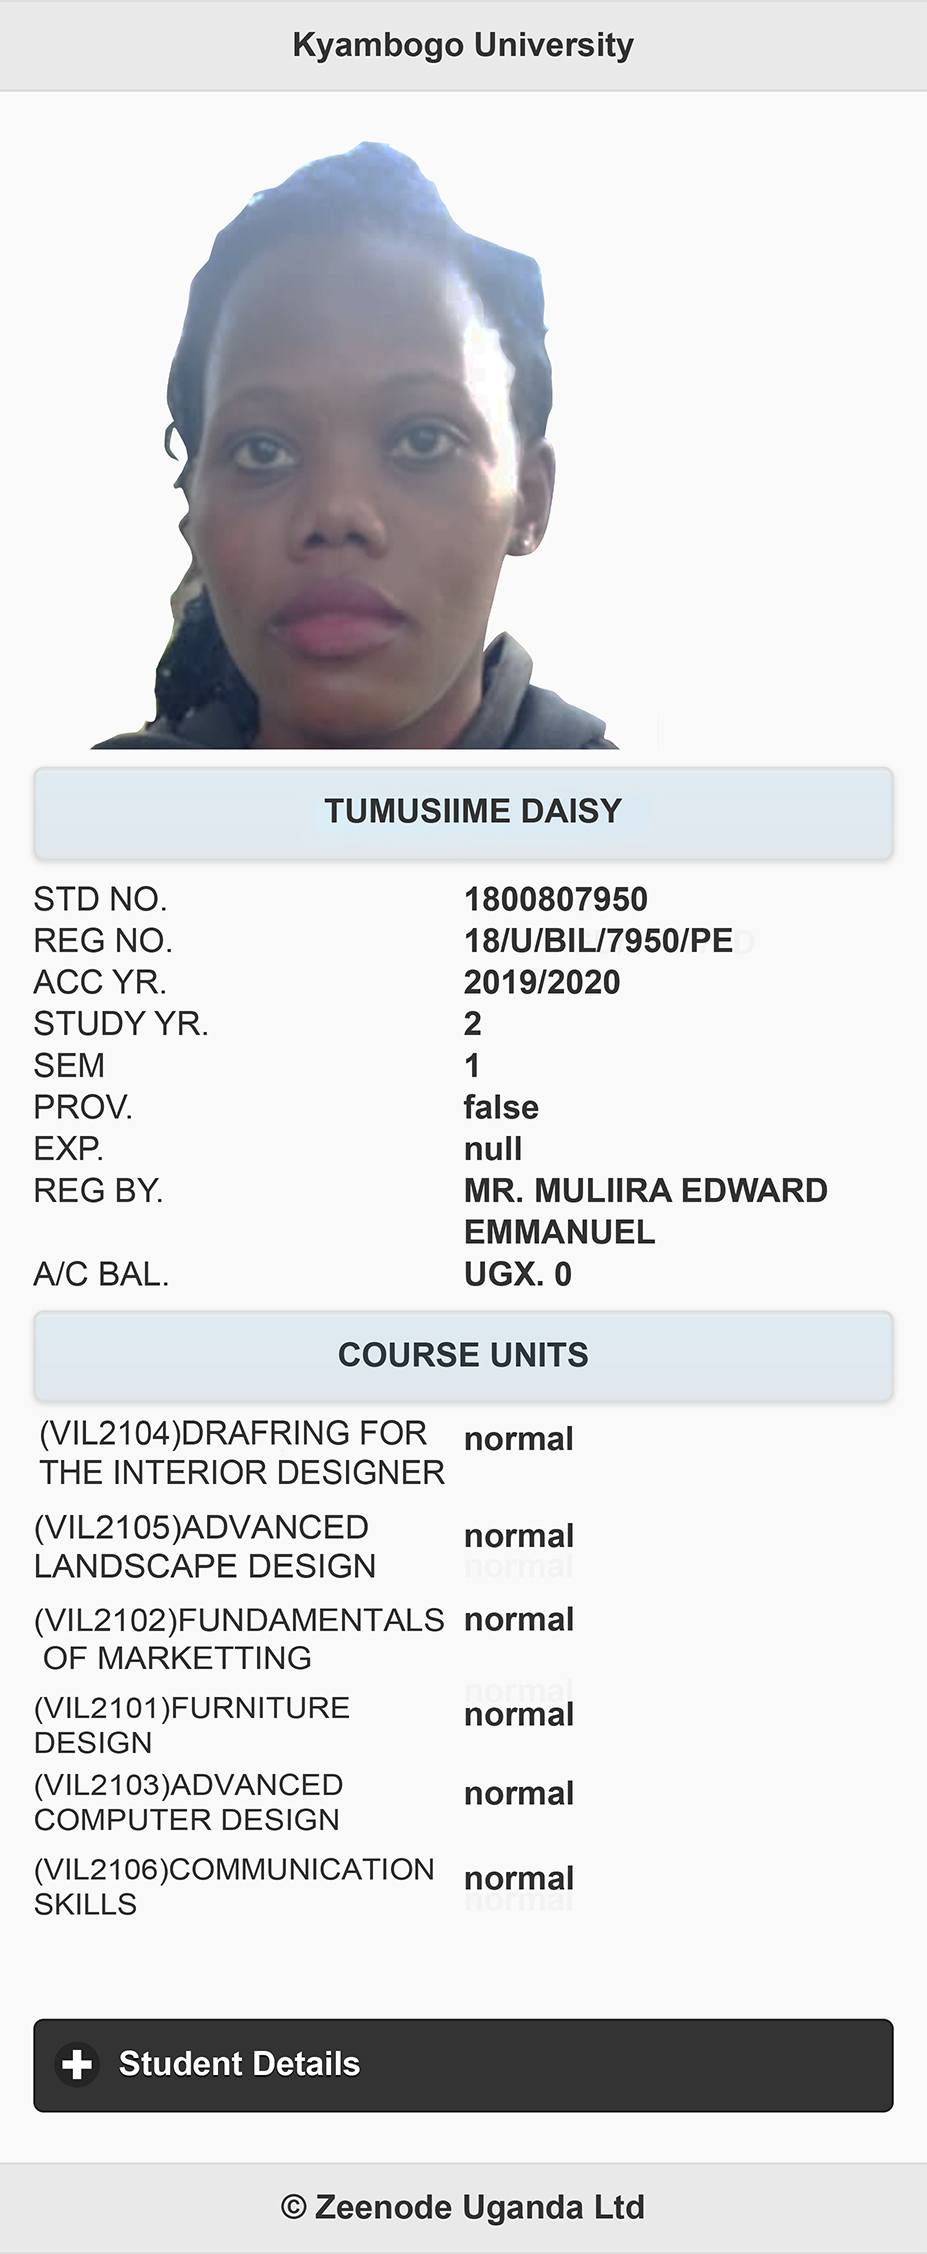 Kyambogo University
TUMUSIIME DAISY
STD NO. 1800807950
REG NO. 18/U/BIL/7950/PE
ACC YR. 2019/2020
STUDY YR. 2
SEM 1
PROV. false
EXP. null
REG BY. MR. MULIIRA EDWARD
EMMANUEL
A/C BAL. UGX. 0
COURSE UNITS
(VIL2104)DRAFRING FOR normal
THE INTERIOR DESIGNER
(VIL2105)ADVANCED normal
LANDSCAPE DESIGN normal
(VIL2102)FUNDAMENTALS normal
OF MARKETTING
normal
(VIL2101)FURNITURE normal
DESIGN
(VIL2103)ADVANCED normal
COMPUTER DESIGN
(VIL2106)COMMUNICATION normal
SKILLS normal
Student Details
© Zeenode Uganda Ltd